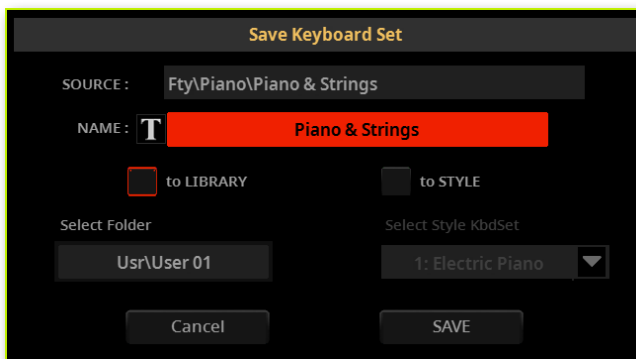 Save Keyboard Set
SOURCE : Fty\Piano\Piano & Strings
NAME : T Piano & Strings
to LIBRARY to STYLE
Select Folder Select Style KbdSet
Usr\User 01 1: Electric Piano
Cancel SAVE